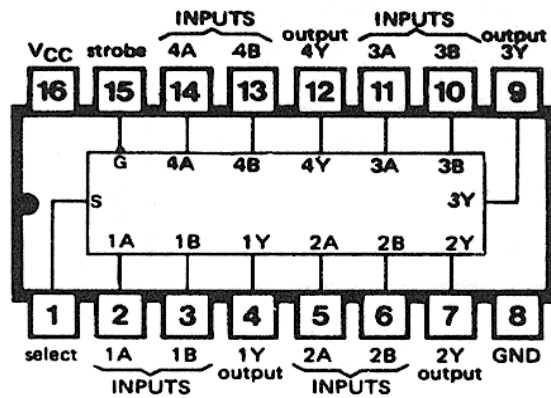 INPUTS INPUTS
VCC strobe 4A 4B output 4Y 3A 3B output 3Y
16 15 14 13 12 11 10 9
G 4A 4B 4Y 3A 3B
S 3Y
1A 1B 1Y 2A 2B 2Y
1 2 3 4 5 6 7 8
select 1A 1B 1Y output 2A 2B 2Y output GND
INPUTS INPUTS